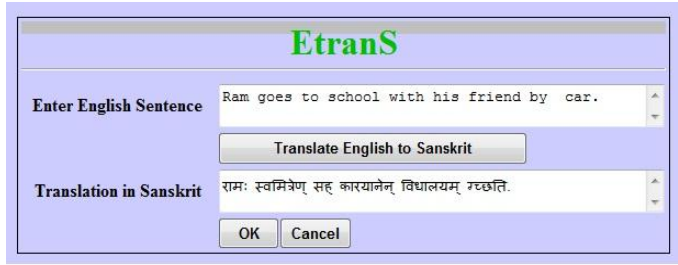 EtranS
Enter English Sentence Ram goes to school with his friend by car.
Translate English to Sanskrit
Translation in Sanskrit रामः स्वमित्रेण् सह् कारयानेन् विधालयम् ग्च्छति.
OK Cancel